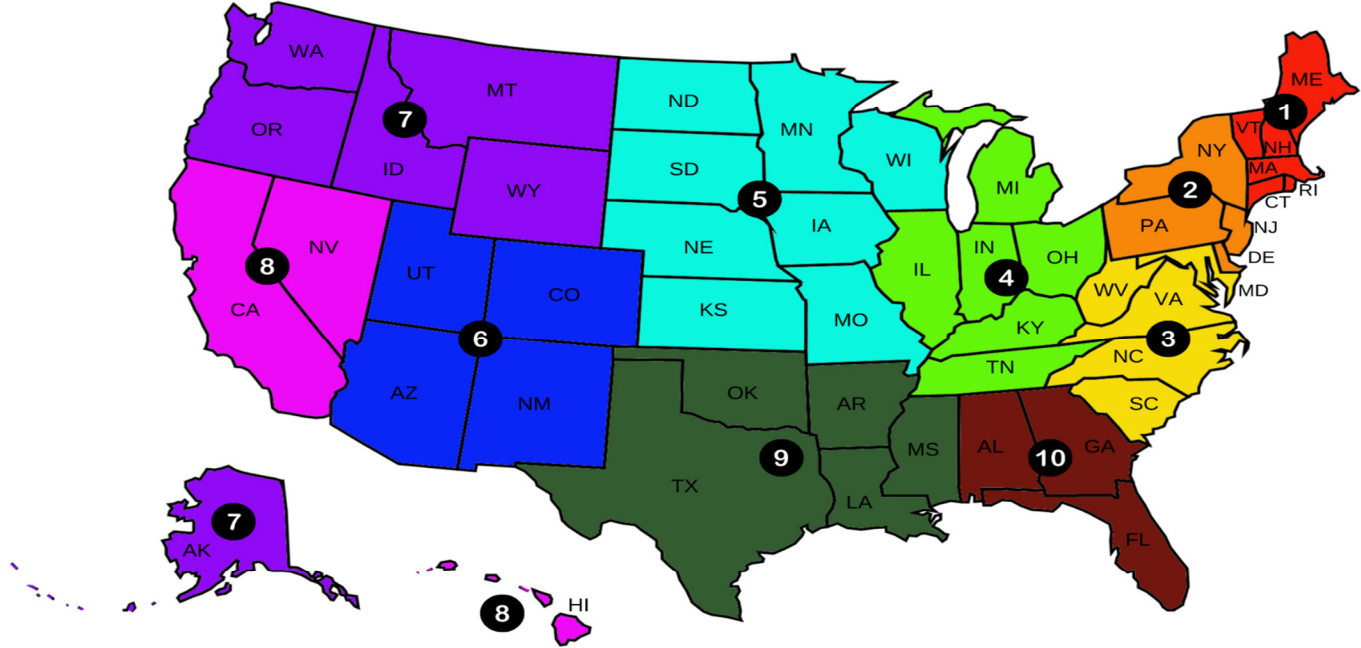 WA
MT
ND
MN
ME
OR
7
ID
WY
SD
WI
MI
NY
VT
1
NH
MA
RI
CT
2
PA
NJ
5
IA
NE
NV
8
CA
UT
CO
KS
MO
IL
IN
OH
4
WV
VA
DE
MD
KY
3
NC
TN
SC
6
AZ
NM
OK
AR
MS
AL
10
GA
9
TX
LA
FL
7
AK
8
HI